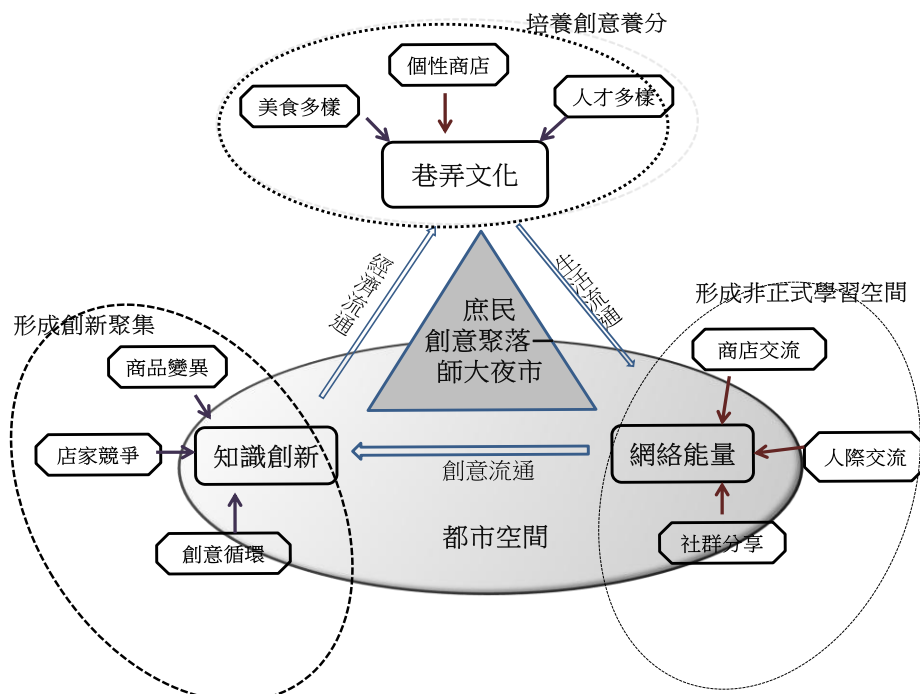 培養創意養分
個性商店
美食多樣
人才多樣
巷弄文化
經濟流通
生活流通
形成非正式學習空間
形成創新聚集
庶民
創意聚落—
師大夜市
商品變異
商店交流
店家競爭
知識創新
創意流通
網絡能量
人際交流
都市空間
創意循環
社群分享